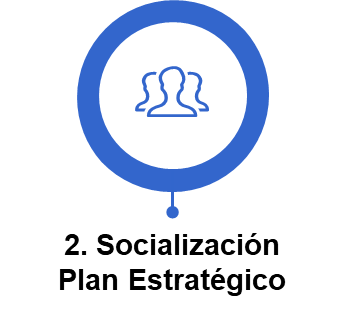 2. Socialización
Plan Estratégico